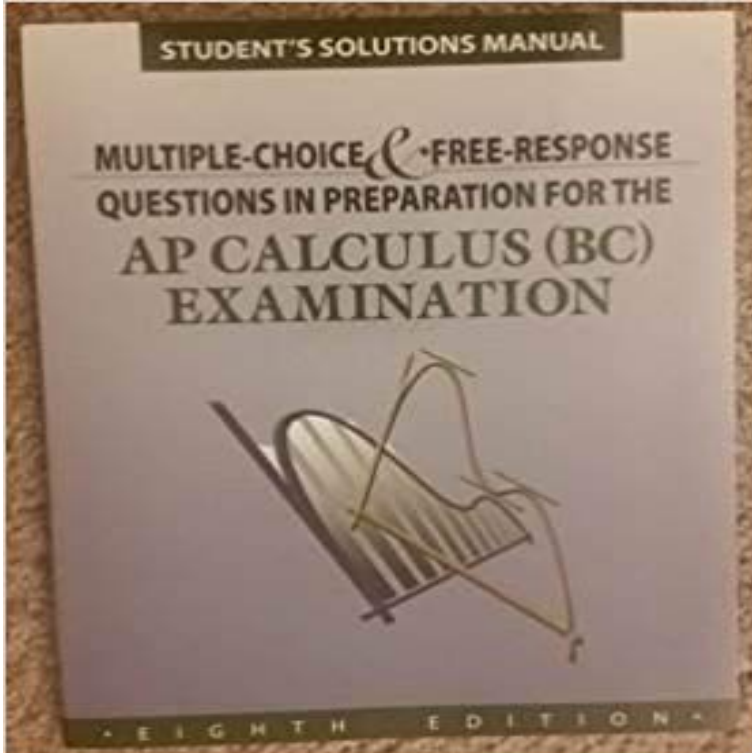 STUDENT'S SOLUTIONS MANUAL
MULTIPLE-CHOICE & FREE-RESPONSE
QUESTIONS IN PREPARATION FOR THE
AP CALCULUS (BC)
EXAMINATION
• EIGHTH EDITION •